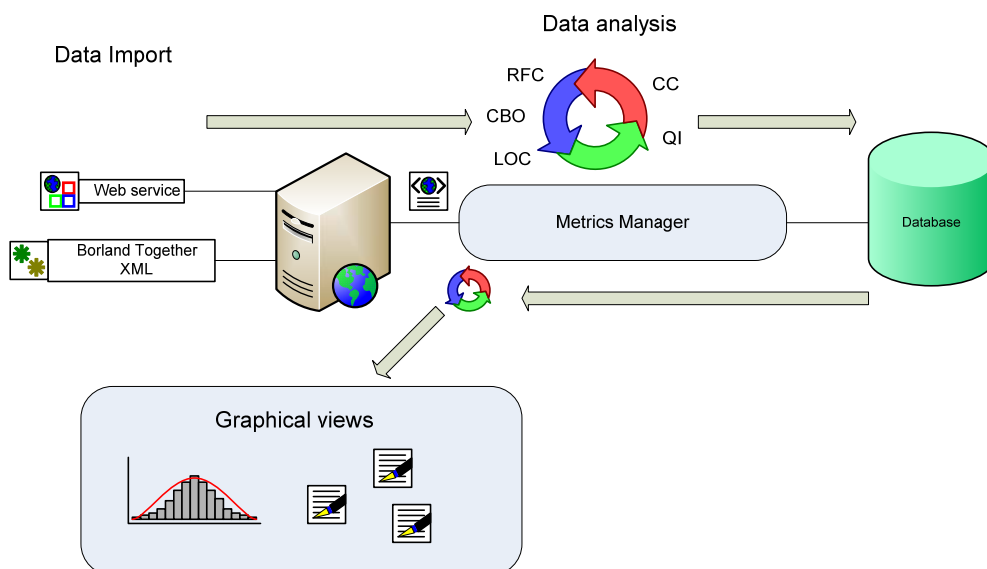 Data Import
Data analysis
RFC
CC
CBO
QI
LOC
Web service
Borland Together
XML
Metrics Manager
Database
Graphical views